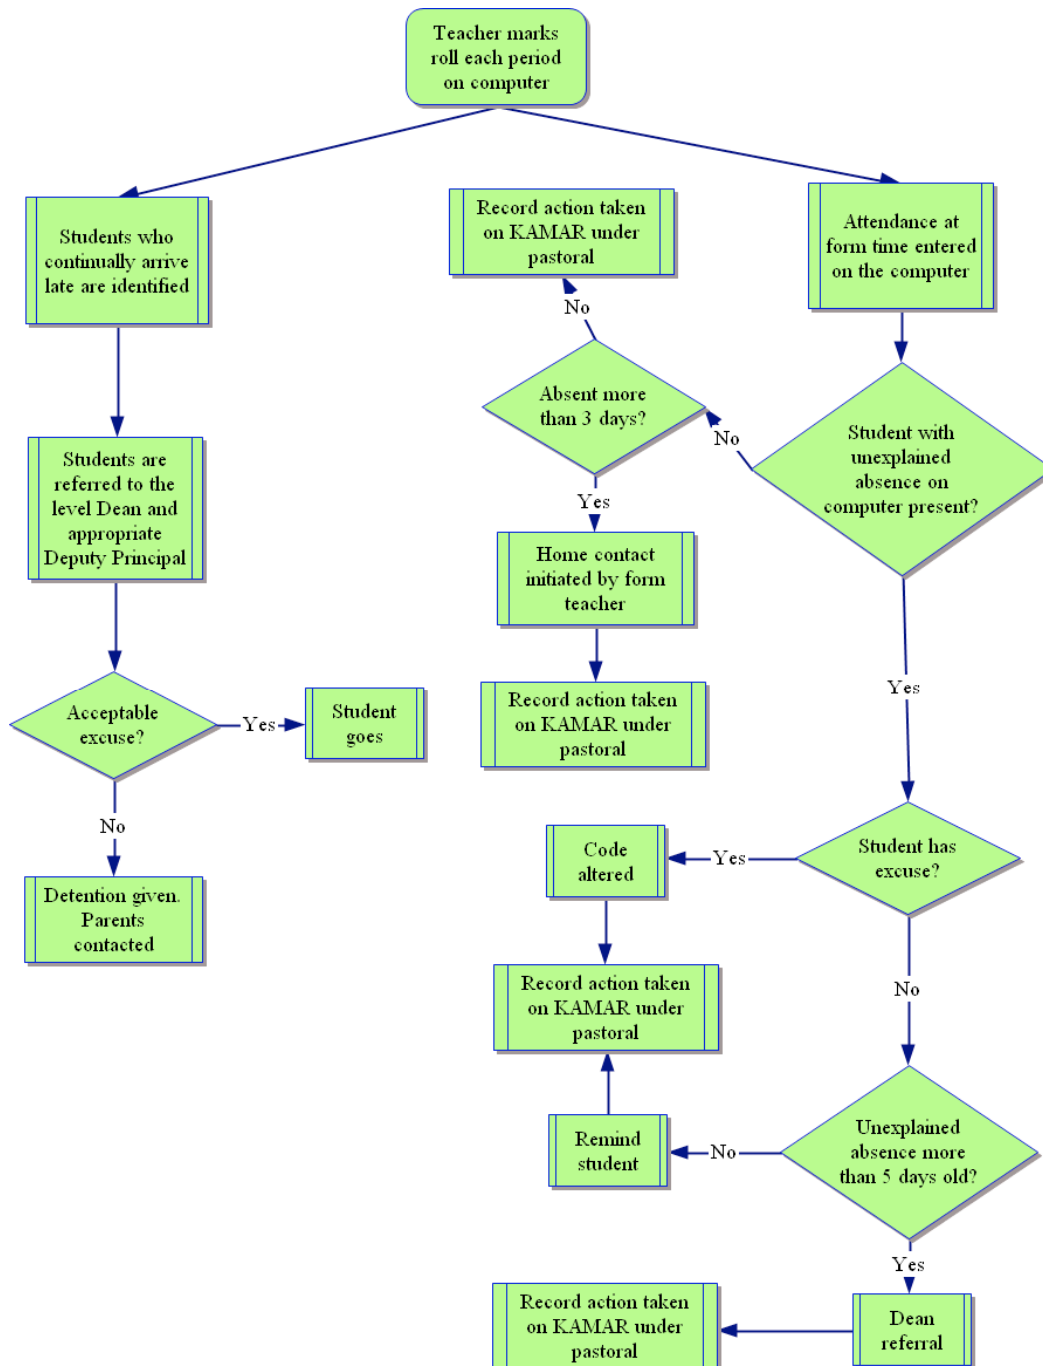 Teacher marks
roll each period
on computer
Students who
continually arrive
late are identified
Record action taken
on KAMAR under
pastoral
Attendance at
form time entered
on the computer
No
Absent more
than 3 days?
No
Student with
unexplained
absence on
computer present?
Students are
referred to the
level Dean and
appropriate
Deputy Principal
Yes
Home contact
initiated by form
teacher
Yes
Record action taken
on KAMAR under
pastoral
Acceptable
excuse?
Yes
Student
goes
No
Detention given.
Parents
contacted
Student has
excuse?
Yes
Code
altered
Record action taken
on KAMAR under
pastoral
No
Unexplained
absence more
than 5 days old?
No
Remind
student
Yes
Dean
referral
Record action taken
on KAMAR under
pastoral